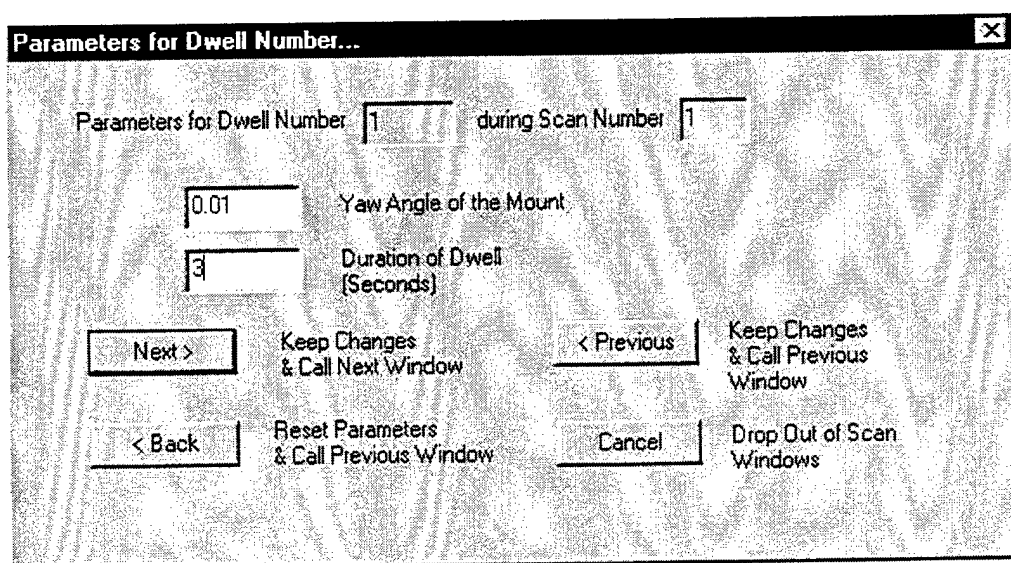 Parameters for Dwell Number...
Parameters for Dwell Number 1 during Scan Number 1
0.01 Yaw Angle of the Mount
3 Duration of Dwell
(Seconds)
Next > Keep Changes
& Call Next Window
< Previous Keep Changes
& Call Previous
Window
< Back Reset Parameters
& Call Previous Window
Cancel Drop Out of Scan
Windows